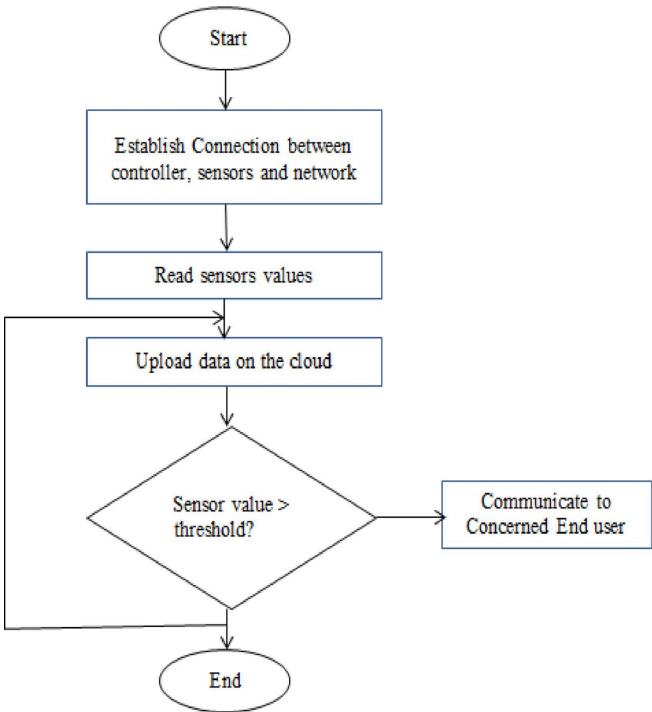 Start
Establish Connection between
controller, sensors and network
Read sensors values
Upload data on the cloud
Sensor value >
threshold?
Communicate to
Concerned End user
End